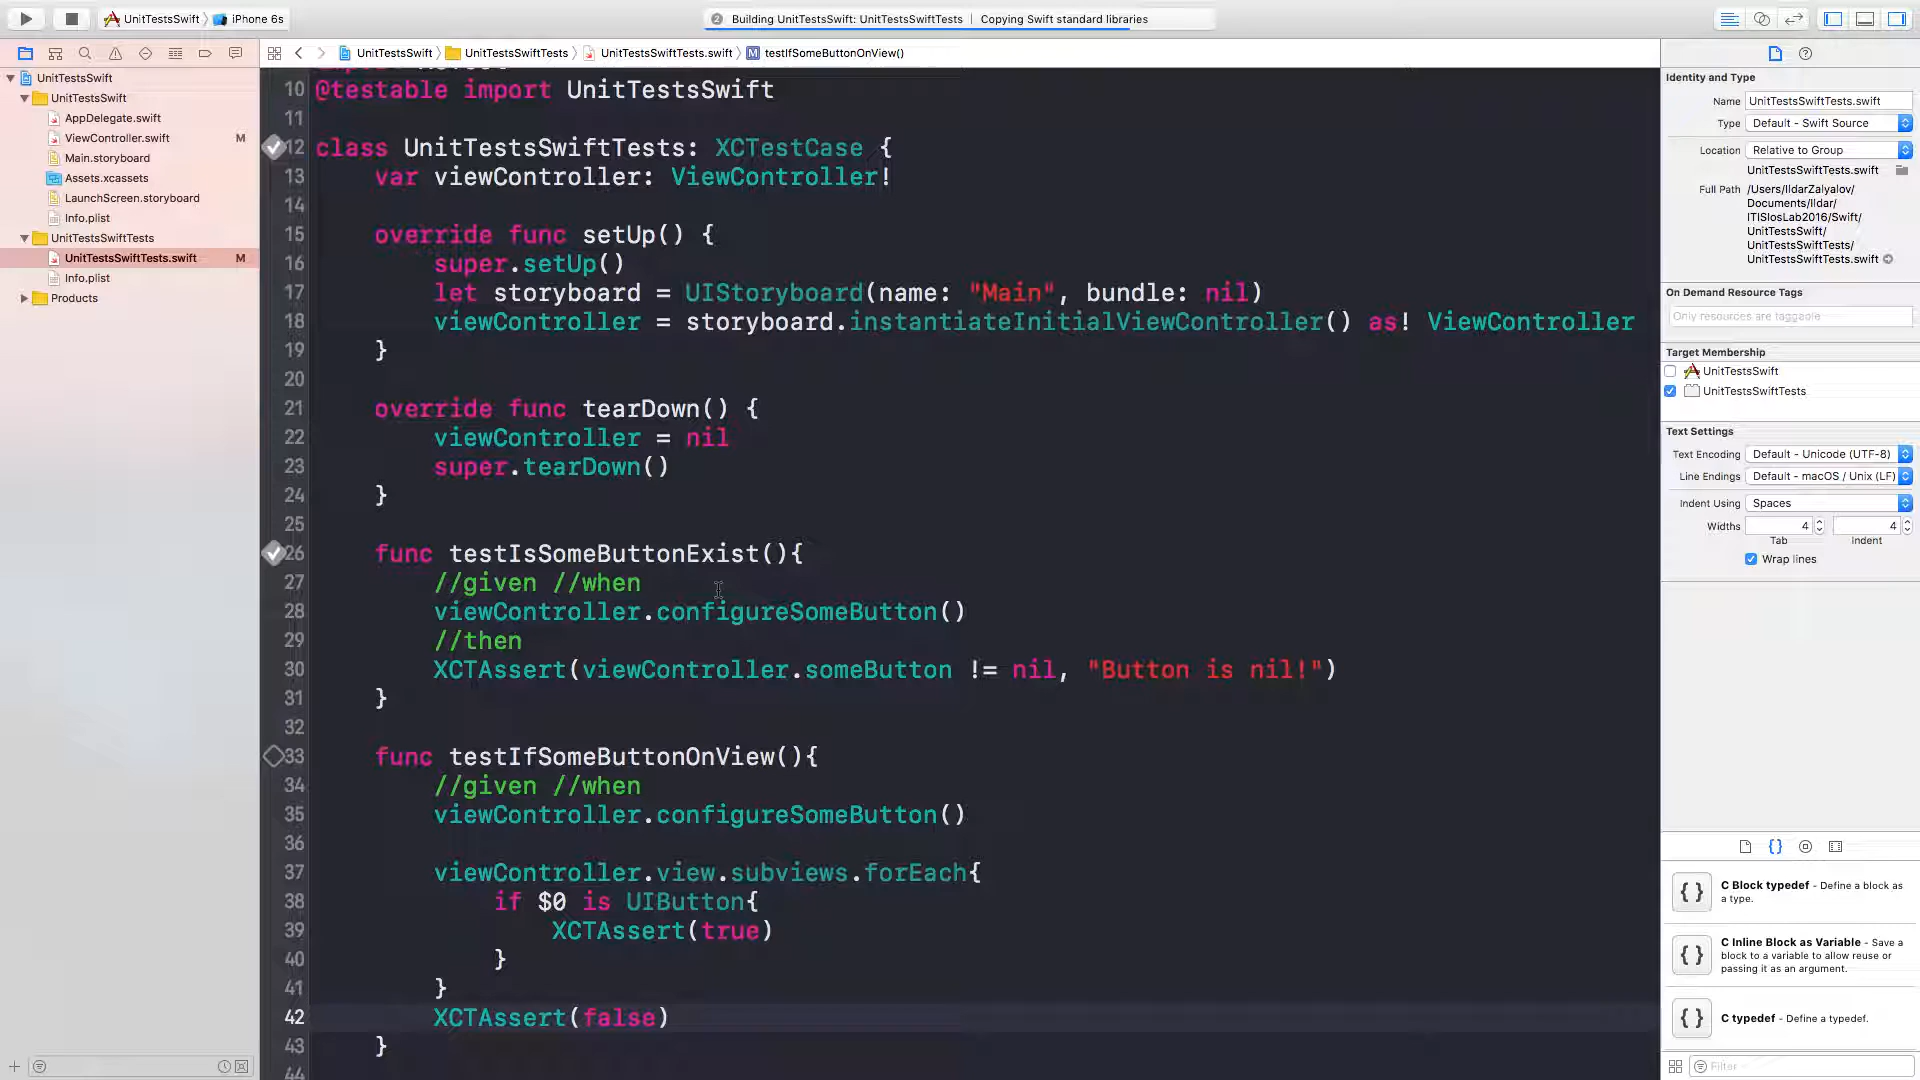 UnitTestsSwift
iPhone 6s
2 Building UnitTestsSwift: UnitTestsSwiftTests | Copying Swift standard libraries
UnitTestsSwift
UnitTestsSwiftTests
UnitTestsSwiftTests.swift
M testIfSomeButtonOnView()
UnitTestsSwift
UnitTestsSwift
AppDelegate.swift
ViewController.swift M
Main.storyboard
Assets.xcassets
LaunchScreen.storyboard
Info.plist
UnitTestsSwiftTests
UnitTestsSwiftTests.swift M
Info.plist
Products
10 @testable import UnitTestsSwift
11
12 class UnitTestsSwiftTests: XCTestCase {
13 var viewController: ViewController!
14
15 override func setUp() {
16 super.setUp()
17 let storyboard = UIStoryboard(name: "Main", bundle: nil)
18 viewController = storyboard.instantiateInitialViewController() as! ViewController
19 }
20
21 override func tearDown() {
22 viewController = nil
23 super.tearDown()
24 }
25
26 func testIsSomeButtonExist(){
27 //given //when
28 viewController.configureSomeButton()
29 //then
30 XCTAssert(viewController.someButton != nil, "Button is nil!")
31 }
32
33 func testIfSomeButtonOnView(){
34 //given //when
35 viewController.configureSomeButton()
36
37 viewController.view.subviews.forEach{
38 if $0 is UIButton{
39 XCTAssert(true)
40 }
41 }
42 XCTAssert(false)
43 }
44
Identity and Type
Name UnitTestsSwiftTests.swift
Type Default - Swift Source
Location Relative to Group
UnitTestsSwiftTests.swift
Full Path /Users/IldarZalyalov/
Documents/Ildar/
ITISIosLab2016/Swift/
UnitTestsSwift/
UnitTestsSwiftTests/
UnitTestsSwiftTests.swift
On Demand Resource Tags
Only resources are taggable
Target Membership
UnitTestsSwift
UnitTestsSwiftTests
Text Settings
Text Encoding Default - Unicode (UTF-8)
Line Endings Default - macOS / Unix (LF)
Indent Using Spaces
Widths 4 4
Tab Indent
Wrap lines
{ } C Block typedef - Define a block as
a type.
{ } C Inline Block as Variable - Save a
block to a variable to allow reuse or
passing it as an argument.
{ } C typedef - Define a typedef.
Filter